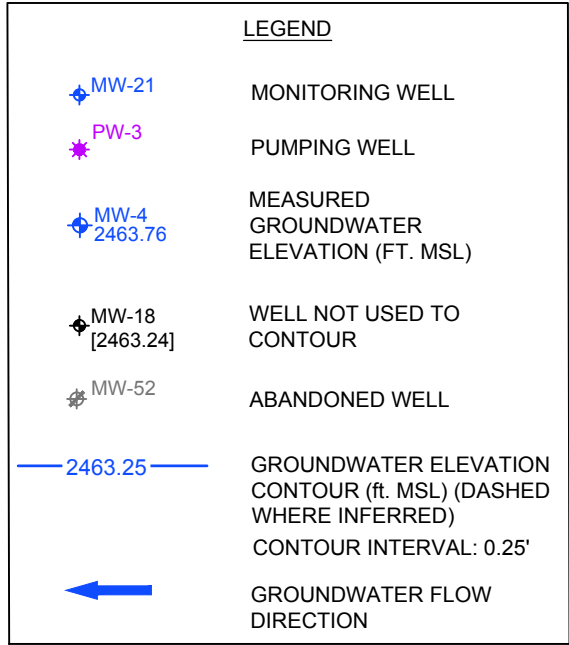 LEGEND
MW-21
MONITORING WELL
PW-3
PUMPING WELL
MW-4
2463.76
MEASURED
GROUNDWATER
ELEVATION (FT. MSL)
MW-18
[2463.24]
WELL NOT USED TO
CONTOUR
MW-52
ABANDONED WELL
2463.25
GROUNDWATER ELEVATION
CONTOUR (ft. MSL) (DASHED
WHERE INFERRED)
CONTOUR INTERVAL: 0.25'
GROUNDWATER FLOW
DIRECTION